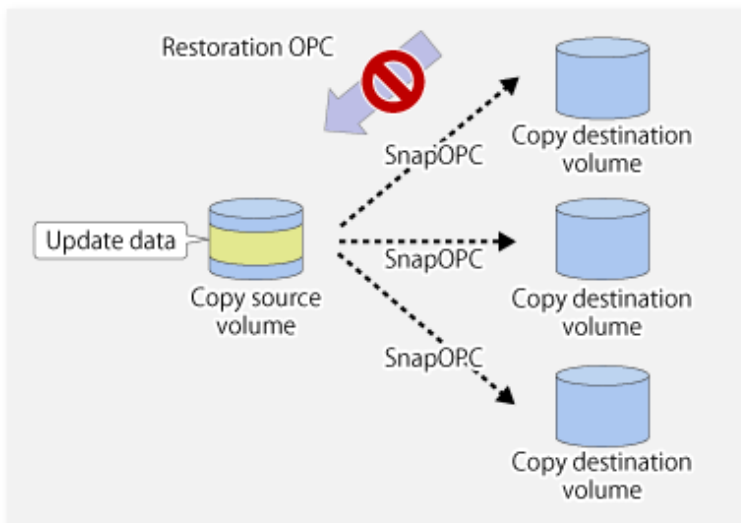 Restoration OPC
SnapOPC
Copy destination
volume
Update data
Copy source
volume
SnapOPC
Copy destination
volume
SnapOPC
Copy destination
volume